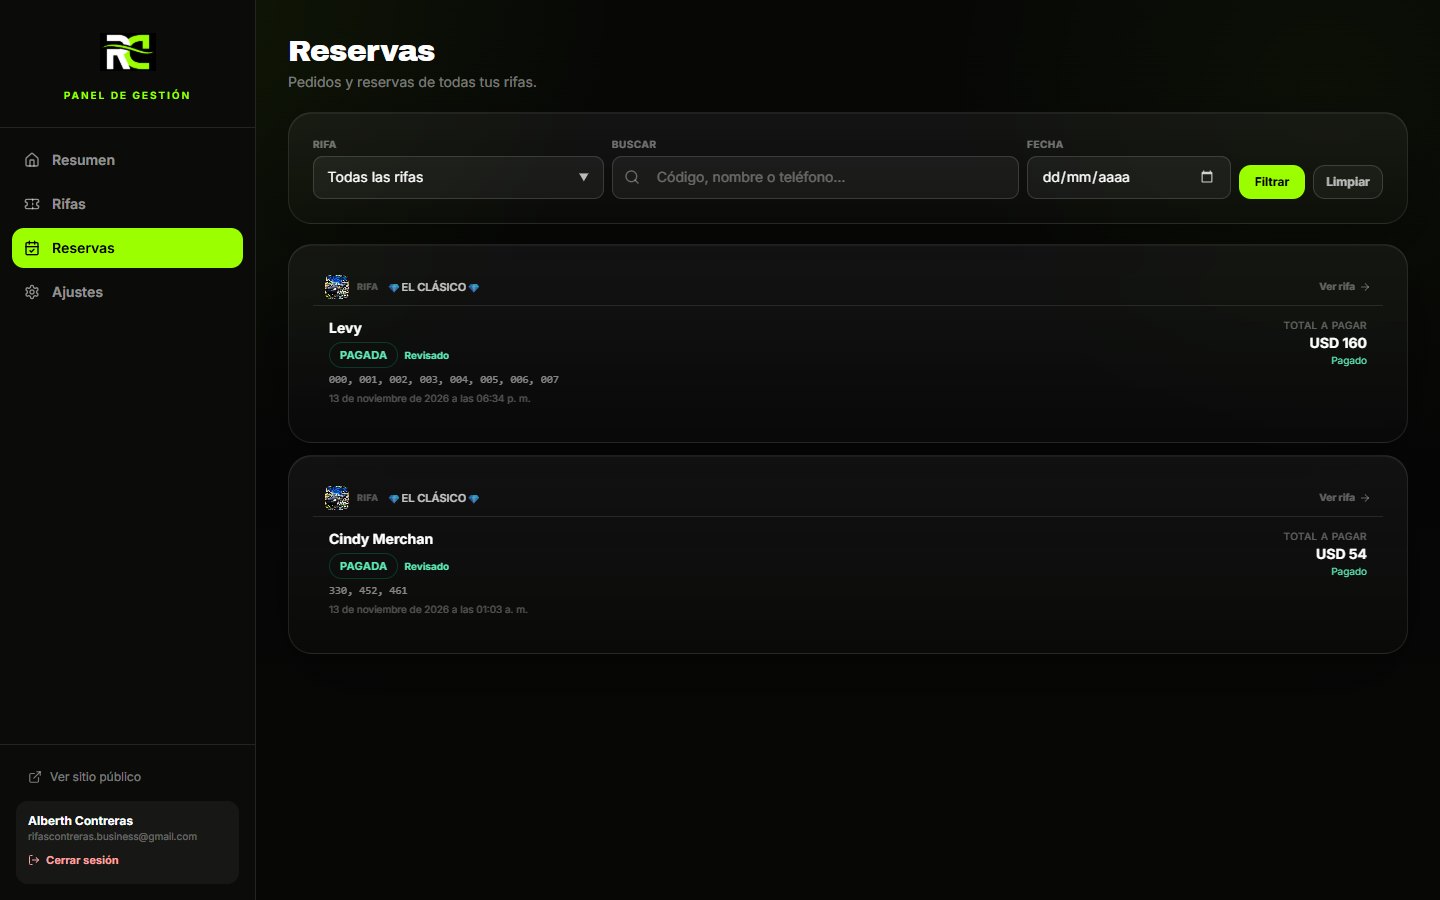 RC
PANEL DE GESTIÓN
Resumen
Rifas
Reservas
Ajustes
Ver sitio público
Alberth Contreras
rifascontreras.business@gmail.com
Cerrar sesión
Reservas
Pedidos y reservas de todas tus rifas.
RIFA
Todas las rifas
BUSCAR
Código, nombre o teléfono...
FECHA
dd/mm/aaaa
Filtrar
Limpiar
RIFA 💎EL CLÁSICO💎
Ver rifa →
Levy
PAGADA Revisado
000, 001, 002, 003, 004, 005, 006, 007
13 de noviembre de 2026 a las 06:34 p. m.
TOTAL A PAGAR
USD 160
Pagado
RIFA 💎EL CLÁSICO💎
Ver rifa →
Cindy Merchan
PAGADA Revisado
330, 452, 461
13 de noviembre de 2026 a las 01:03 a. m.
TOTAL A PAGAR
USD 54
Pagado